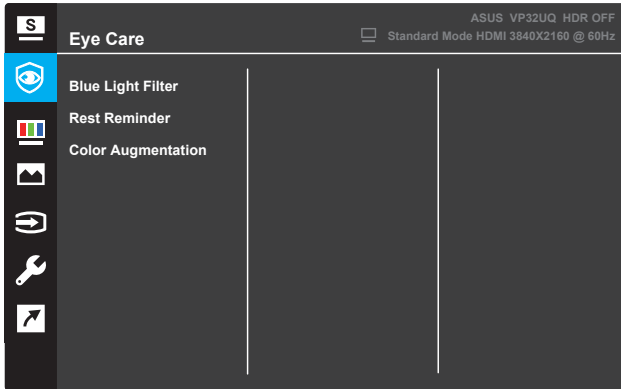 S
ASUS VP32UQ HDR OFF
Eye Care
Standard Mode HDMI 3840X2160 @ 60Hz
Blue Light Filter
Rest Reminder
Color Augmentation